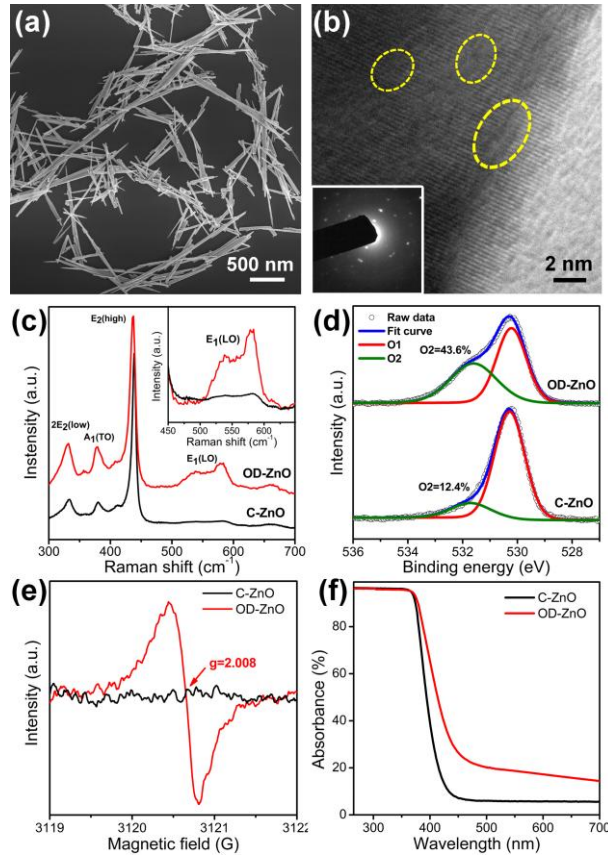 (a)
500 nm
(b)
2 nm
(c)
E2(high)
2E2(low)
A1(TO)
E1(LO)
OD-ZnO
C-ZnO
Instensity (a.u.)
300 400 500 600 700
Raman shift (cm-1)
E1(LO)
Intensity (a.u.)
450 500 550 600 650
Raman shift (cm-1)
(d)
Raw data
Fit curve
O1
O2
O2=43.6%
OD-ZnO
O2=12.4%
C-ZnO
Intensity (a.u.)
536 534 532 530 528
Binding energy (eV)
(e)
C-ZnO
OD-ZnO
g=2.008
Intensity (a.u.)
3119 3120 3121 3122
Magnetic field (G)
(f)
C-ZnO
OD-ZnO
Absorbance (%)
80
60
40
20
0
300 400 500 600 700
Wavelength (nm)